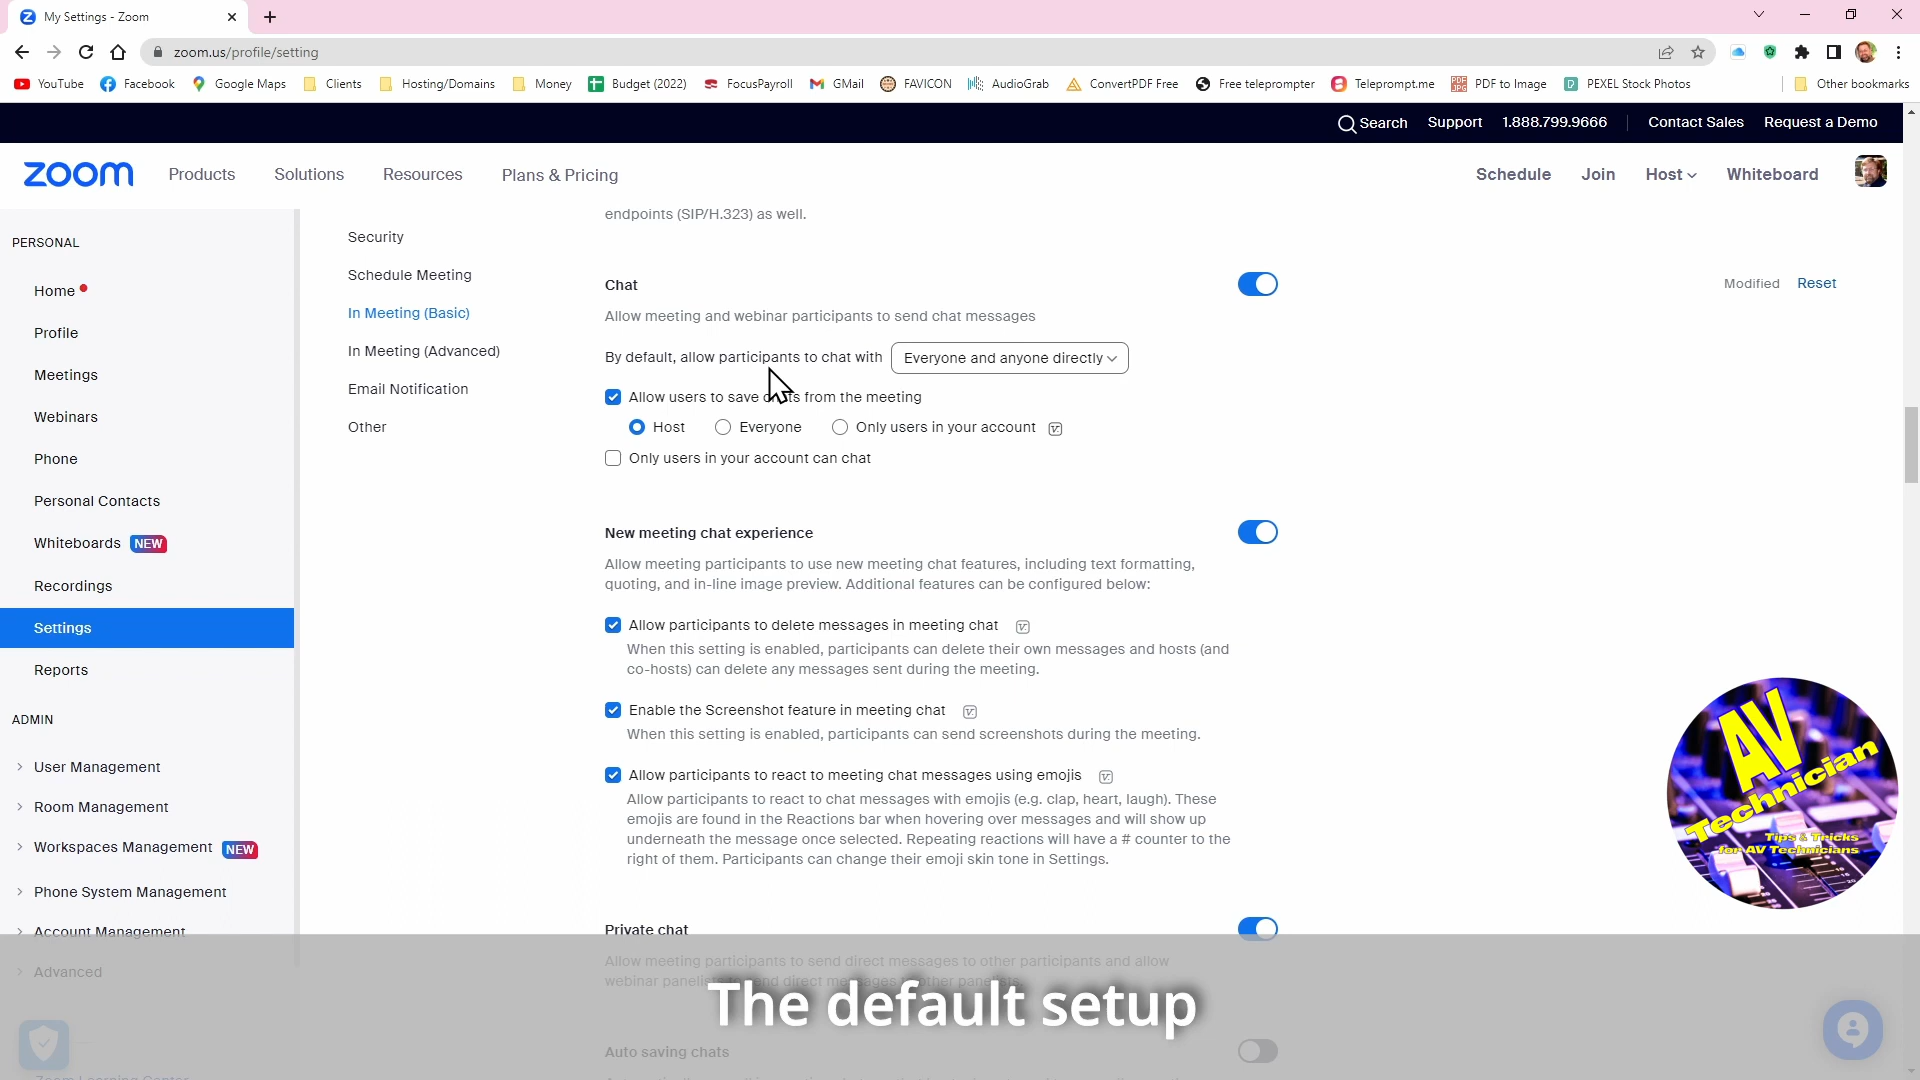 My Settings - Zoom
zoom.us/profile/setting
YouTube
Facebook
Google Maps
Clients
Hosting/Domains
Money
Budget (2022)
FocusPayroll
GMail
FAVICON
AudioGrab
ConvertPDF Free
Free teleprompter
Teleprompt.me
PDF to Image
PEXEL Stock Photos
Other bookmarks
Search
Support
1.888.799.9666
Contact Sales
Request a Demo
zoom
Products
Solutions
Resources
Plans & Pricing
Schedule
Join
Host
Whiteboard
PERSONAL
Home
Profile
Meetings
Webinars
Phone
Personal Contacts
Whiteboards NEW
Recordings
Settings
Reports
ADMIN
User Management
Room Management
Workspaces Management NEW
Phone System Management
Account Management
Advanced
Zoom Learning Center
Security
Schedule Meeting
In Meeting (Basic)
In Meeting (Advanced)
Email Notification
Other
endpoints (SIP/H.323) as well.
Chat
Modified Reset
Allow meeting and webinar participants to send chat messages
By default, allow participants to chat with Everyone and anyone directly
Allow users to save chats from the meeting
Host Everyone Only users in your account
Only users in your account can chat
New meeting chat experience
Allow meeting participants to use new meeting chat features, including text formatting,
quoting, and in-line image preview. Additional features can be configured below:
Allow participants to delete messages in meeting chat
When this setting is enabled, participants can delete their own messages and hosts (and
co-hosts) can delete any messages sent during the meeting.
Enable the Screenshot feature in meeting chat
When this setting is enabled, participants can send screenshots during the meeting.
Allow participants to react to meeting chat messages using emojis
Allow participants to react to chat messages with emojis (e.g. clap, heart, laugh). These
emojis are found in the Reactions bar when hovering over messages and will show up
underneath the message once selected. Repeating reactions will have a # counter to the
right of them. Participants can change their emoji skin tone in Settings.
Private chat
Allow meeting participants to send direct messages to other participants and allow
webinar panelists to send direct messages to other panelists.
Auto saving chats
AV
Technician
Tips & Tricks
for AV Technicians
The default setup